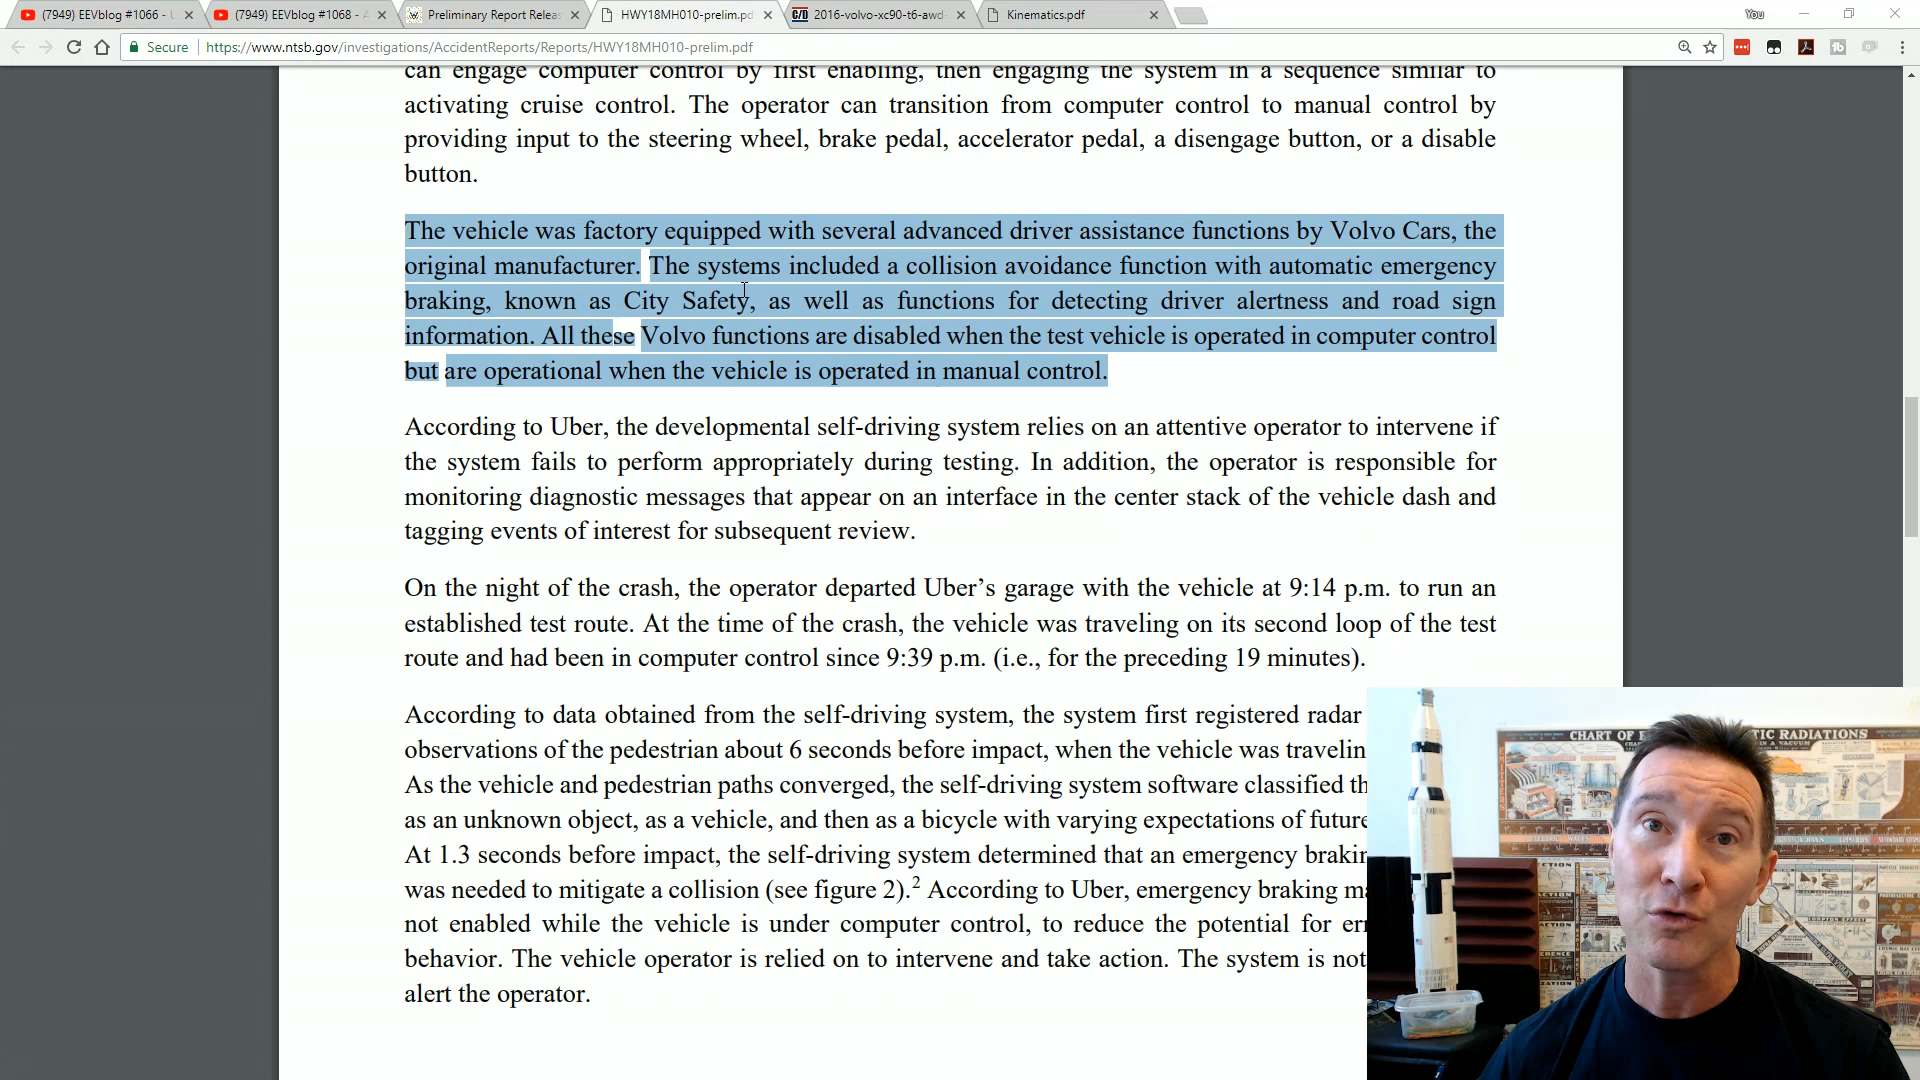 (7949) EEVblog #1066 - L
(7949) EEVblog #1068 - A
Preliminary Report Releas
HWY18MH010-prelim.pd
C/D 2016-volvo-xc90-t6-awd-
Kinematics.pdf
You
Secure
https://www.ntsb.gov/investigations/AccidentReports/Reports/HWY18MH010-prelim.pdf
can engage computer control by first enabling, then engaging the system in a sequence similar to
activating cruise control. The operator can transition from computer control to manual control by
providing input to the steering wheel, brake pedal, accelerator pedal, a disengage button, or a disable
button.
The vehicle was factory equipped with several advanced driver assistance functions by Volvo Cars, the
original manufacturer. The systems included a collision avoidance function with automatic emergency
braking, known as City Safety, as well as functions for detecting driver alertness and road sign
information. All these Volvo functions are disabled when the test vehicle is operated in computer control
but are operational when the vehicle is operated in manual control.
According to Uber, the developmental self-driving system relies on an attentive operator to intervene if
the system fails to perform appropriately during testing. In addition, the operator is responsible for
monitoring diagnostic messages that appear on an interface in the center stack of the vehicle dash and
tagging events of interest for subsequent review.
On the night of the crash, the operator departed Uber’s garage with the vehicle at 9:14 p.m. to run an
established test route. At the time of the crash, the vehicle was traveling on its second loop of the test
route and had been in computer control since 9:39 p.m. (i.e., for the preceding 19 minutes).
According to data obtained from the self-driving system, the system first registered radar
observations of the pedestrian about 6 seconds before impact, when the vehicle was travelin
As the vehicle and pedestrian paths converged, the self-driving system software classified th
as an unknown object, as a vehicle, and then as a bicycle with varying expectations of future
At 1.3 seconds before impact, the self-driving system determined that an emergency brakin
was needed to mitigate a collision (see figure 2).2 According to Uber, emergency braking ma
not enabled while the vehicle is under computer control, to reduce the potential for err
behavior. The vehicle operator is relied on to intervene and take action. The system is not
alert the operator.
CHART OF E
TIC RADIATIONS
IN A VACUUM